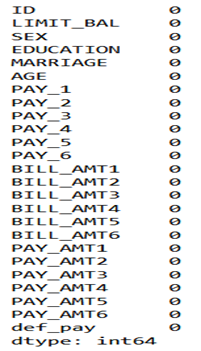 ID 0
LIMIT_BAL 0
SEX 0
EDUCATION 0
MARRIAGE 0
AGE 0
PAY_1 0
PAY_2 0
PAY_3 0
PAY_4 0
PAY_5 0
PAY_6 0
BILL_AMT1 0
BILL_AMT2 0
BILL_AMT3 0
BILL_AMT4 0
BILL_AMT5 0
BILL_AMT6 0
PAY_AMT1 0
PAY_AMT2 0
PAY_AMT3 0
PAY_AMT4 0
PAY_AMT5 0
PAY_AMT6 0
def_pay 0
dtype: int64